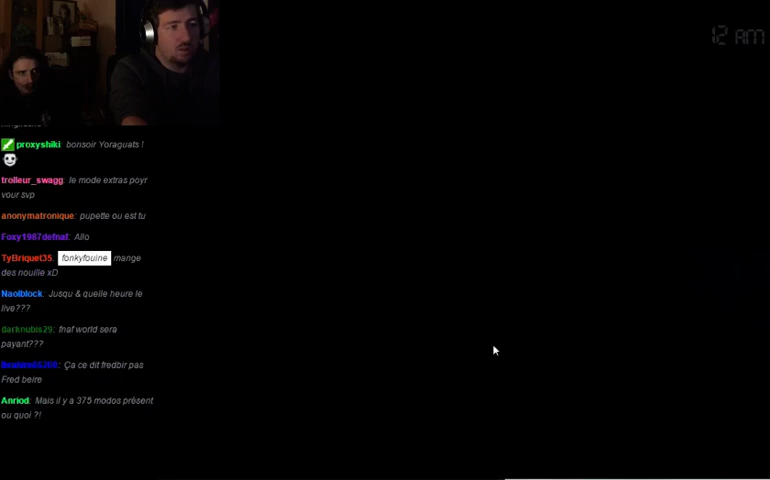 12 AM
proxyshiki bonsoir Yoraguats !
trolleur_swagg: le mode extras poyr
vour svp
anonymatronique: pupette ou est tu
Foxy1987defnaf: Allo
TyBriquet35: fonkyfouine mange
des nouille xD
Naolblock: Jusqu & quelle heure le
live???
darknubis29: fnaf world sera
payant???
Ça ce dit fredbir pas
Fred beire
Anriod: Mais il y a 375 modos présent
ou quoi ?!